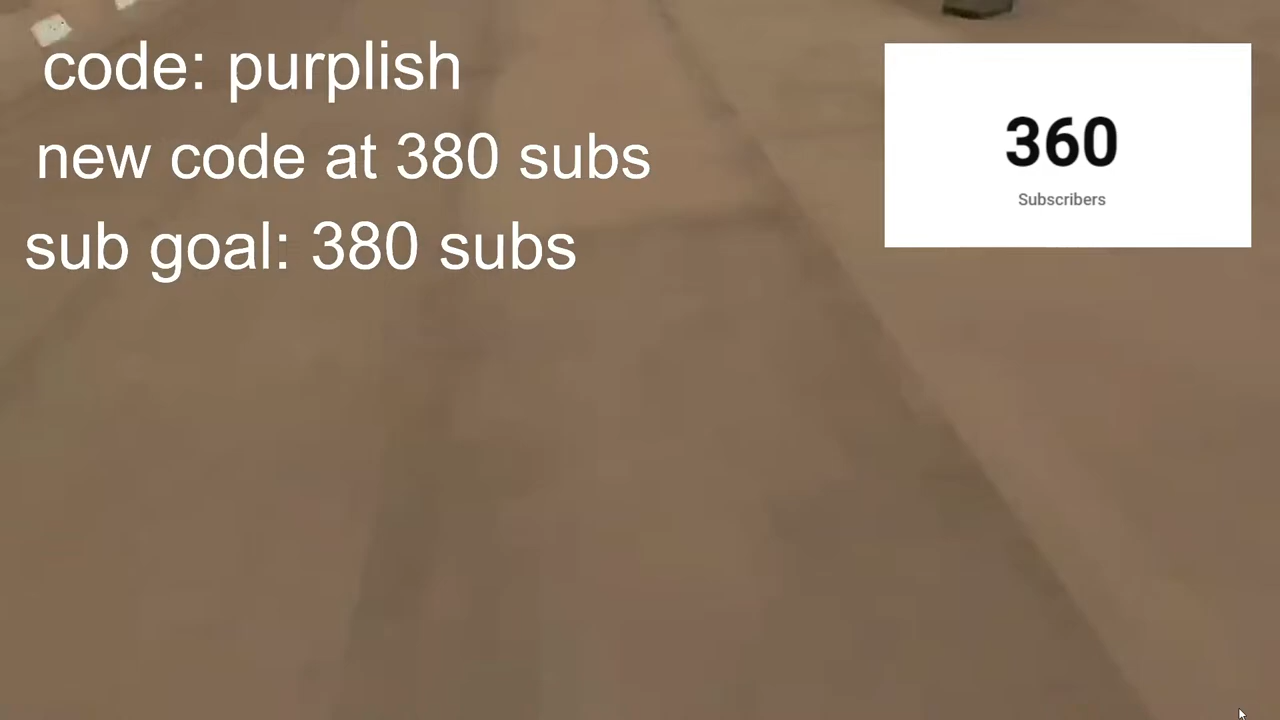 code: purplish
new code at 380 subs
sub goal: 380 subs
360
Subscribers